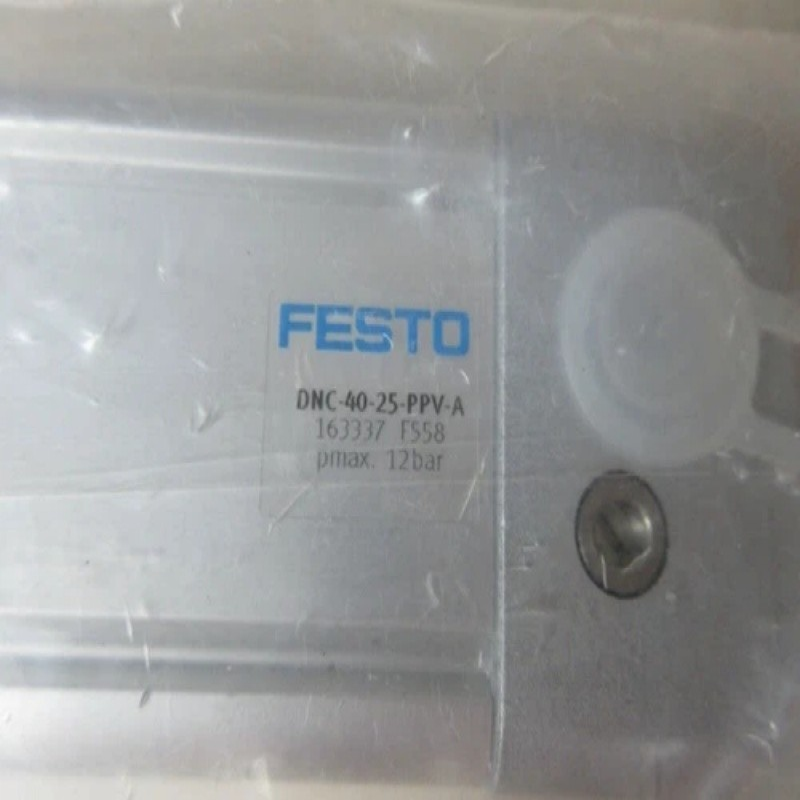 FESTO
DNC-40-25-PPV-A
163337 F558
pmax. 12bar